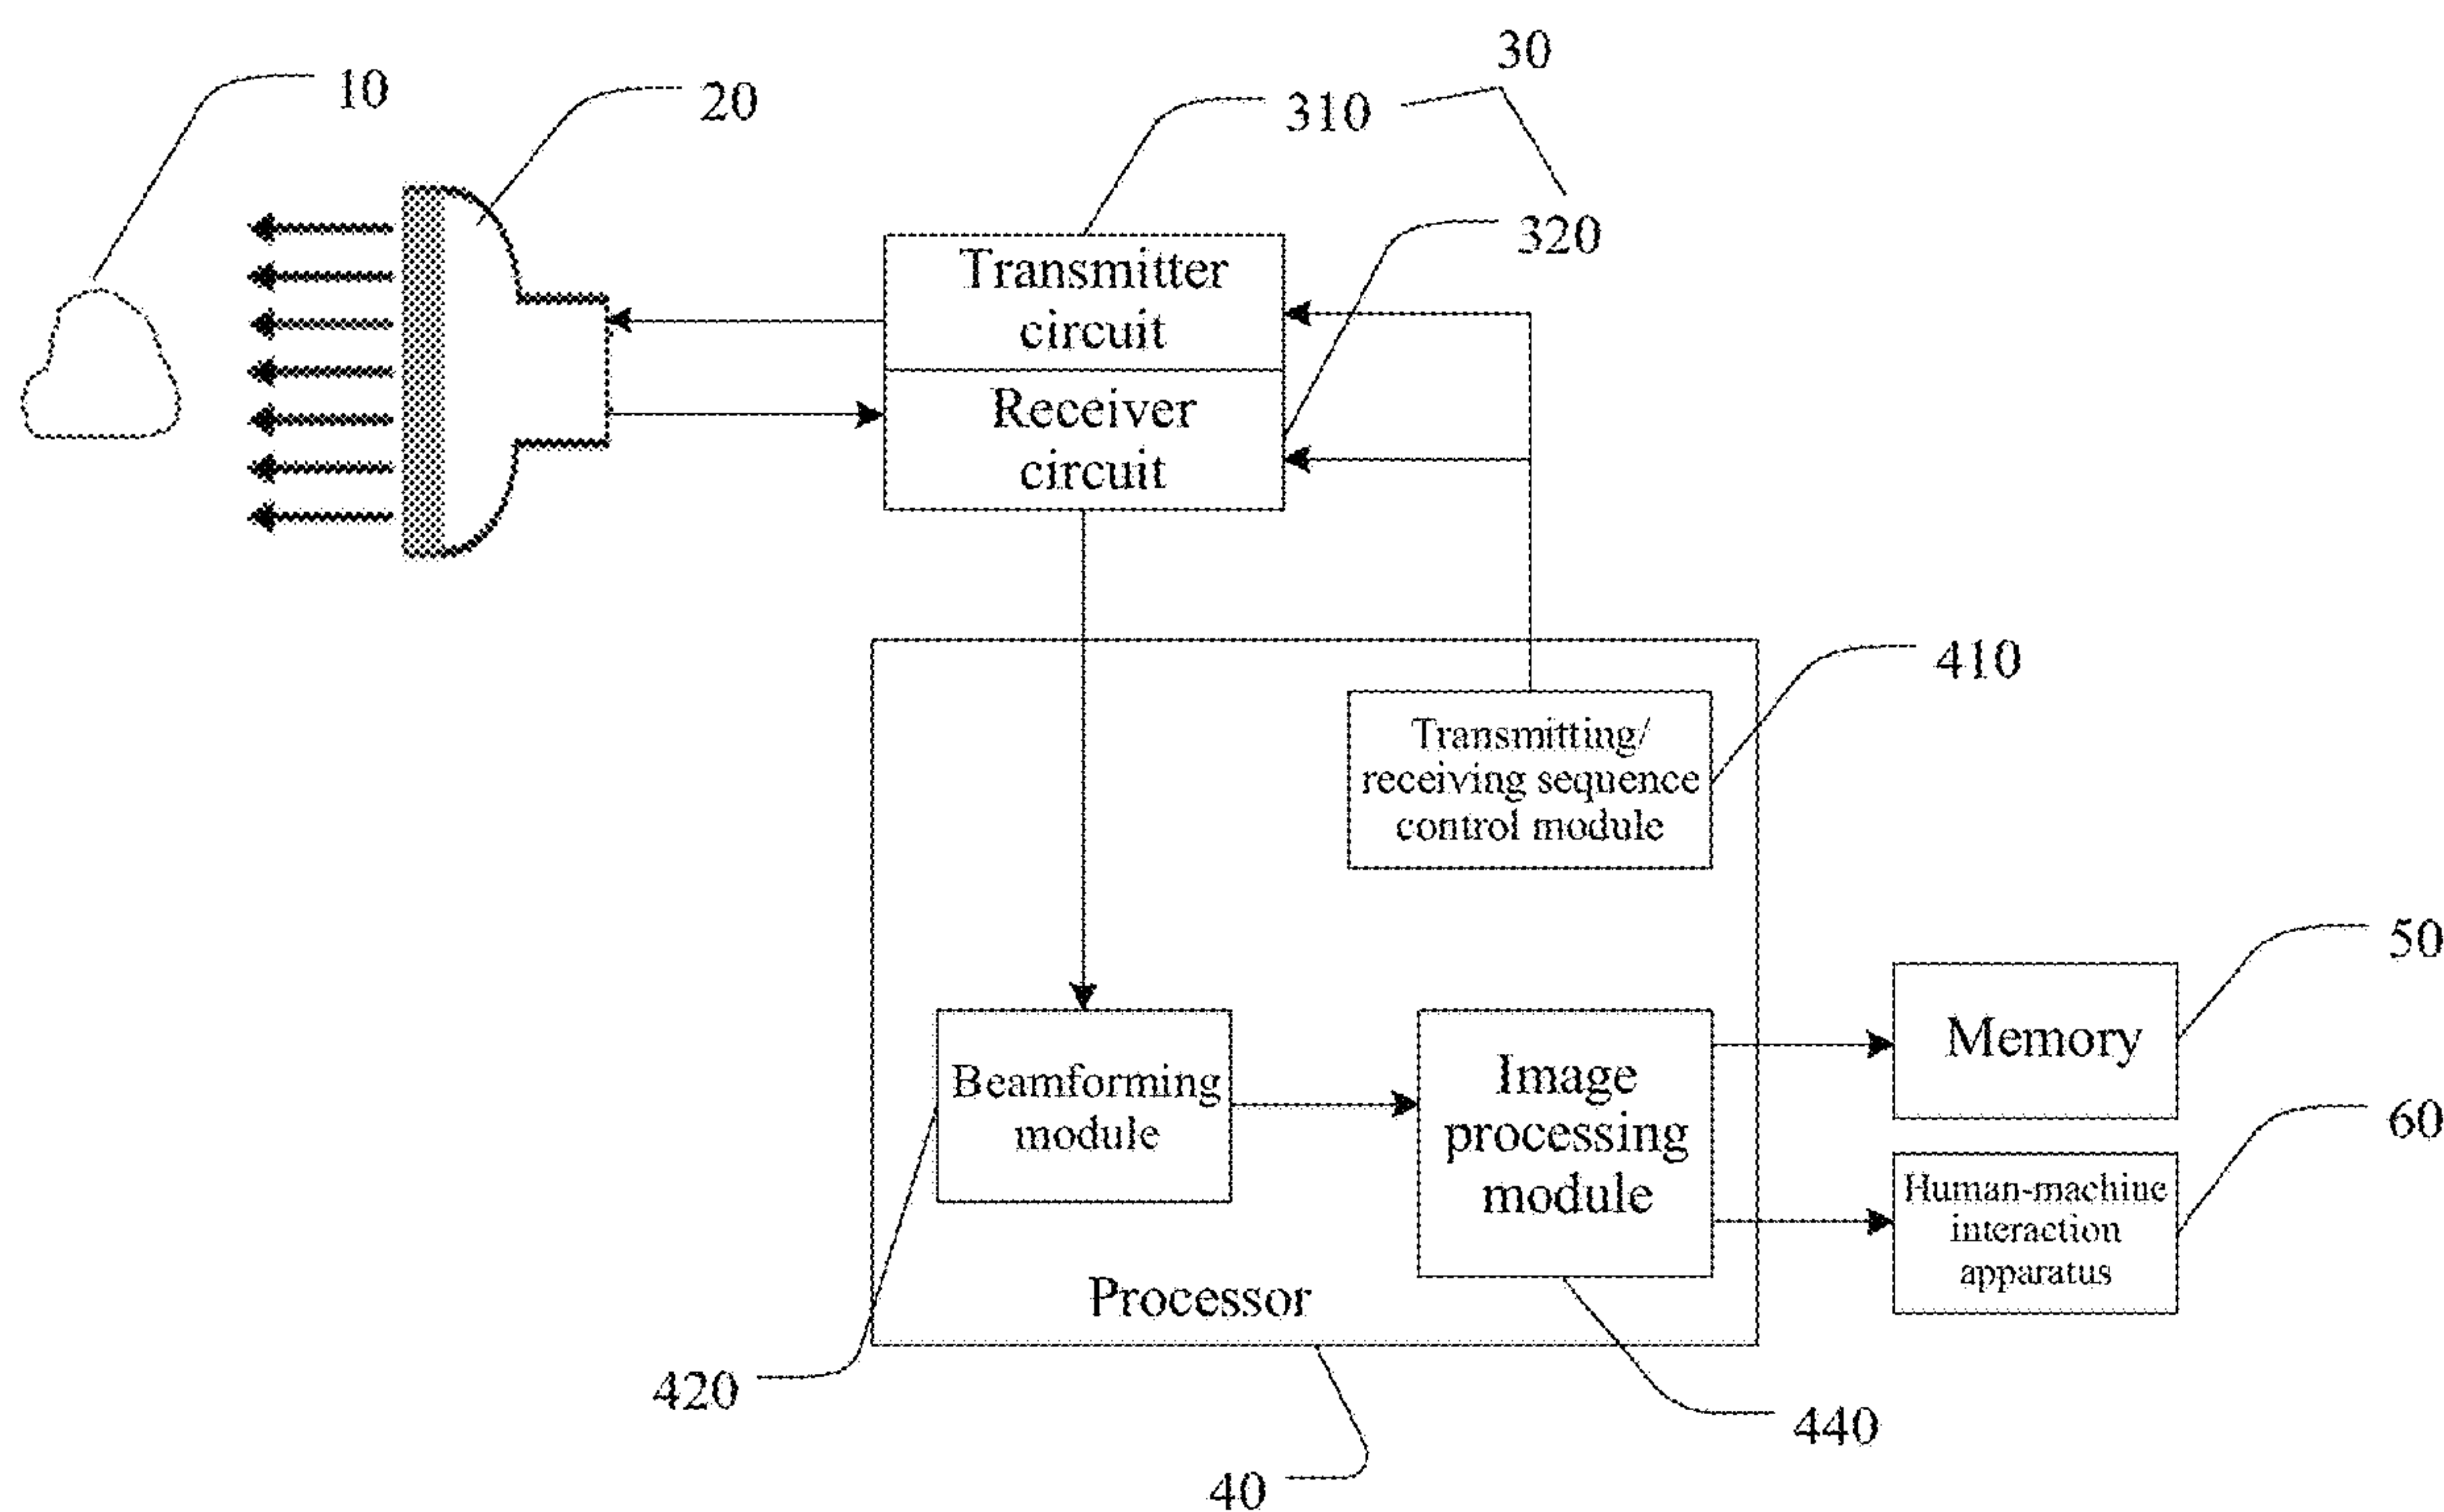 30
10
20
310
320
Transmitter
circuit
Receiver
circuit
410
Transmitting/
receiving sequence
control module
50
Memory
Beamforming
module
Image
processing
module
60
Human-machine
interaction
apparatus
Processor
420
440
40